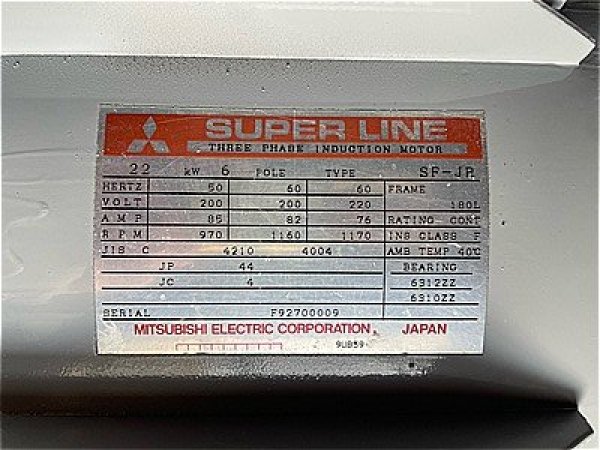 SUPER LINE
THREE PHASE INDUCTION MOTOR
22 kW 6 POLE TYPE SF-JR
HERTZ 50 60 60 FRAME
VOLT 200 200 220 180L
AMP 85 82 76 RATING CONT
RPM 970 1160 1170 INS CLASS F
JIS C 4210 4004 AMB TEMP 40℃
JP 44 BEARING
JC 4 6312ZZ
6310ZZ
SERIAL F92700009
MITSUBISHI ELECTRIC CORPORATION, JAPAN
9UB59